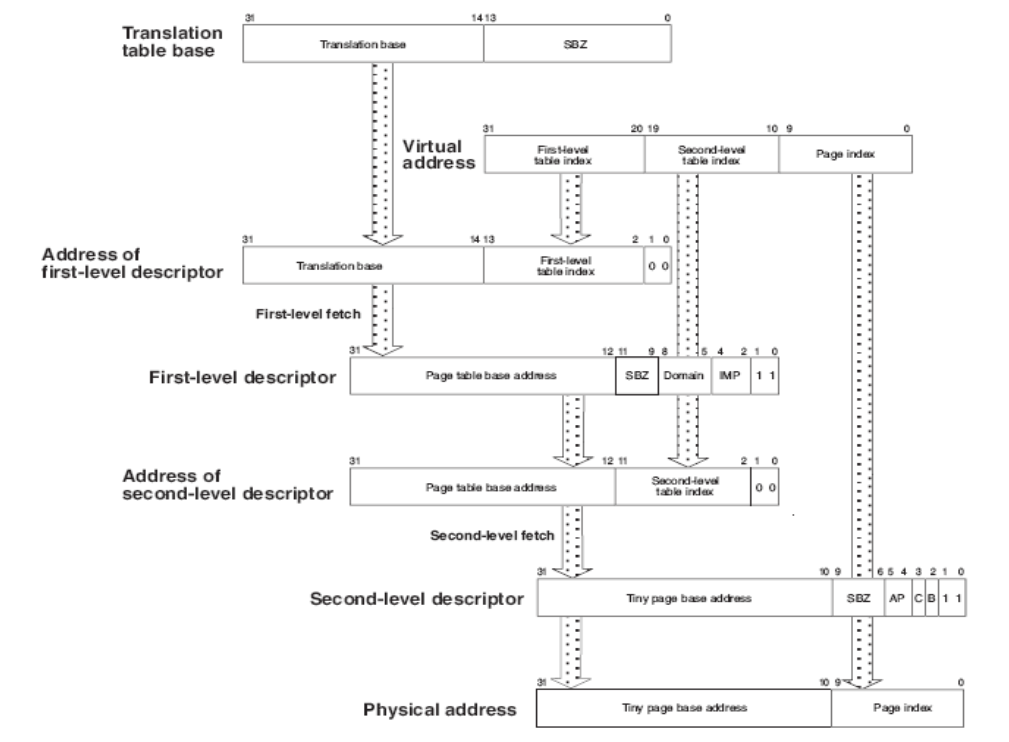 31 14 13 0
Translation
table base
Translation base SBZ
31 20 19 10 9 0
Virtual
address
First-level
table index
Second-level
table index
Page index
31 14 13 2 1 0
Address of
first-level descriptor
Translation base
First-level
table index
0 0
First-level fetch
31 12 11 9 8 5 4 2 1 0
First-level descriptor
Page table base address SBZ Domain IMP 1 1
31 12 11 2 1 0
Address of
second-level descriptor
Page table base address
Second-level
table index
0 0
Second-level fetch
31 10 9 6 5 4 3 2 1 0
Second-level descriptor
Tiny page base address SBZ AP C B 1 1
31 10 9 0
Physical address
Tiny page base address Page index